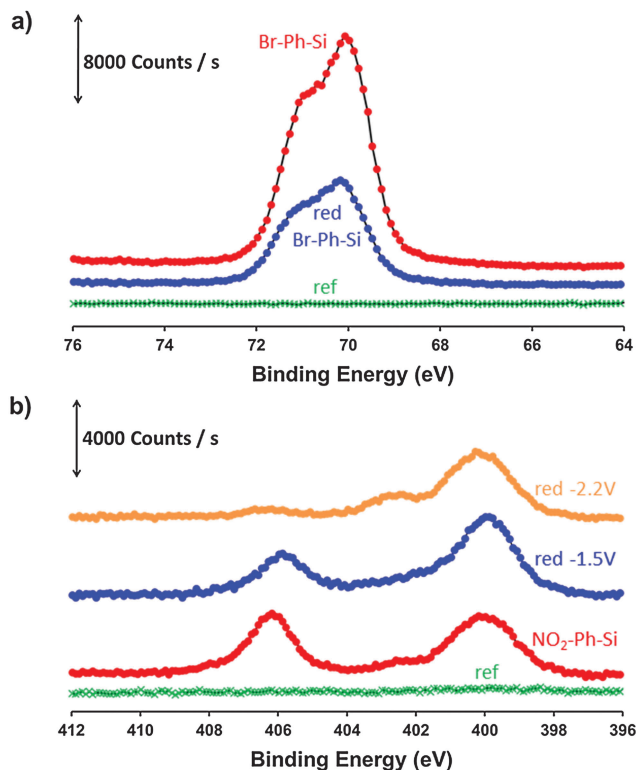 a)
8000 Counts / s
Br-Ph-Si
red
Br-Ph-Si
ref
76 74 72 70 68 66 64
Binding Energy (eV)
b)
4000 Counts / s
red -2.2V
red -1.5V
NO₂-Ph-Si
ref
412 410 408 406 404 402 400 398 396
Binding Energy (eV)